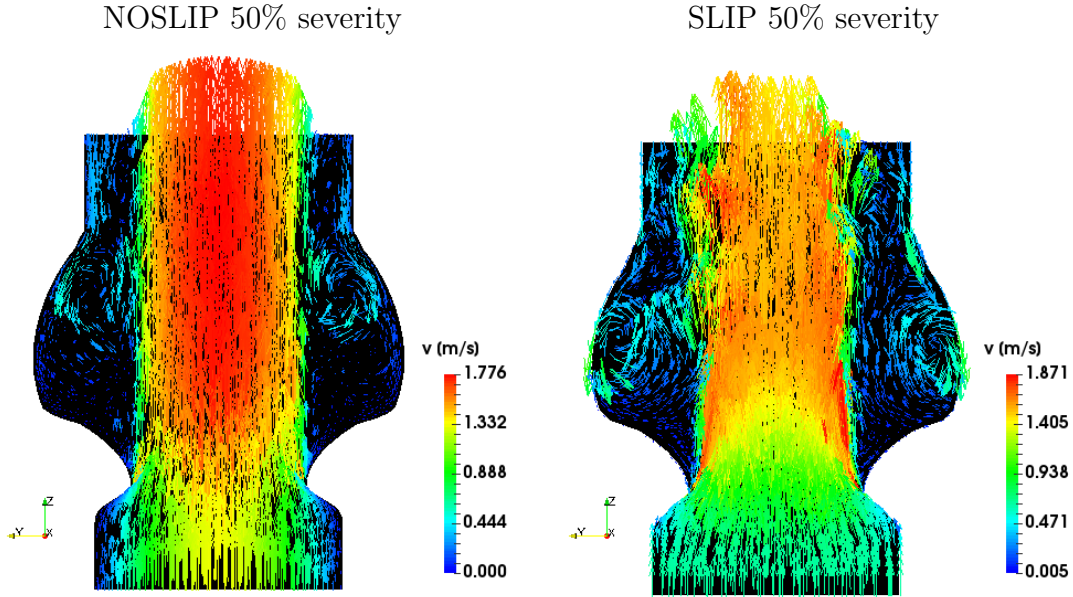 NOSLIP 50% severity
SLIP 50% severity
v (m/s)
1.776
1.332
0.888
0.444
0.000
Z
Y
X
v (m/s)
1.871
1.405
0.938
0.471
0.005
Z
Y
X